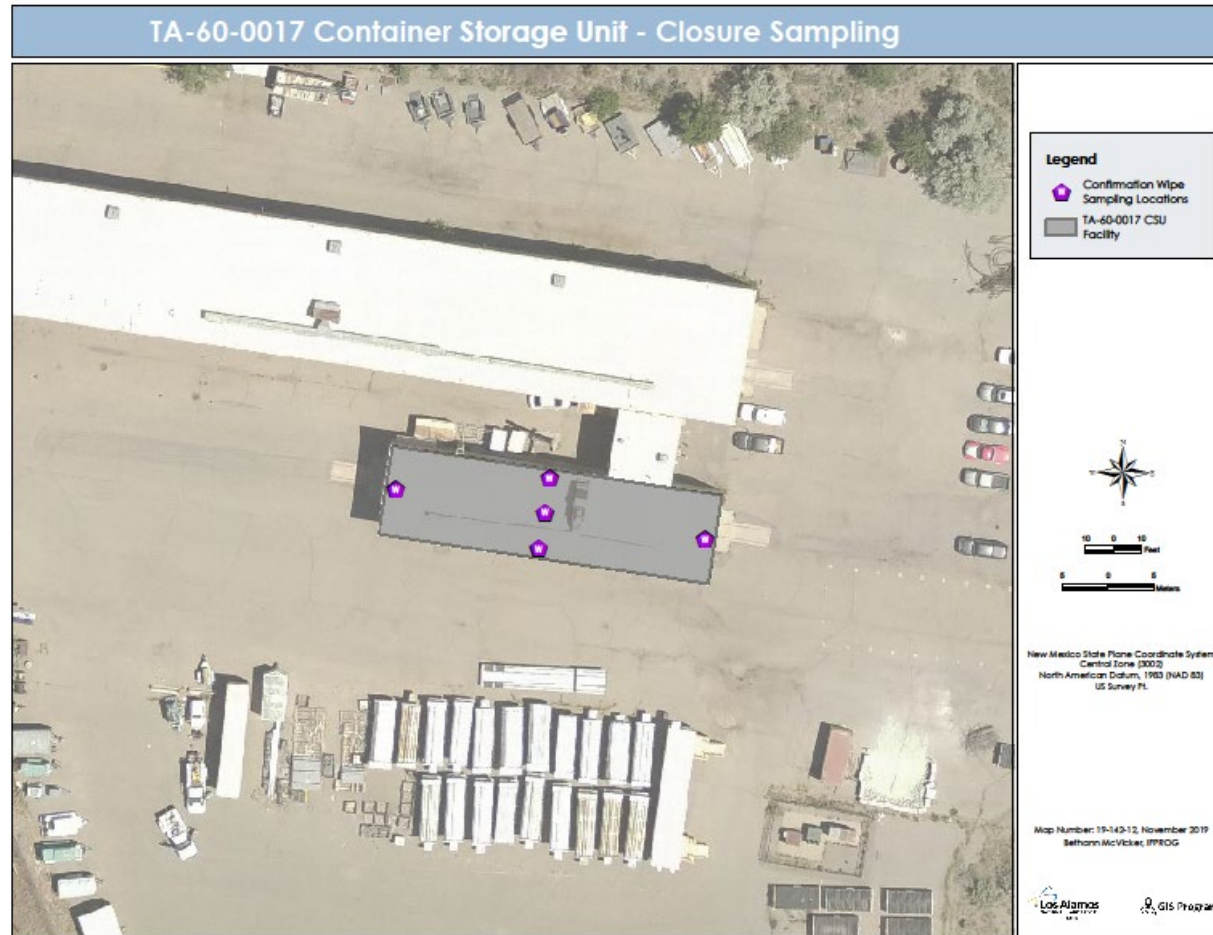 TA-60-0017 Container Storage Unit - Closure Sampling
Legend
W
Confirmation Wipe
Sampling Locations
TA-60-0017 CSU
Facility
W
W
W
W
W
N
S
10 0 10
Feet
5 0 5
Meters
New Mexico State Plane Coordinate System
Central Zone (3002)
North American Datum, 1983 (NAD 83)
US Survey Ft.
Map Number: 19-142-12, November 2019
Bethann McVicker, IFPROG
Los Alamos
GIS Program